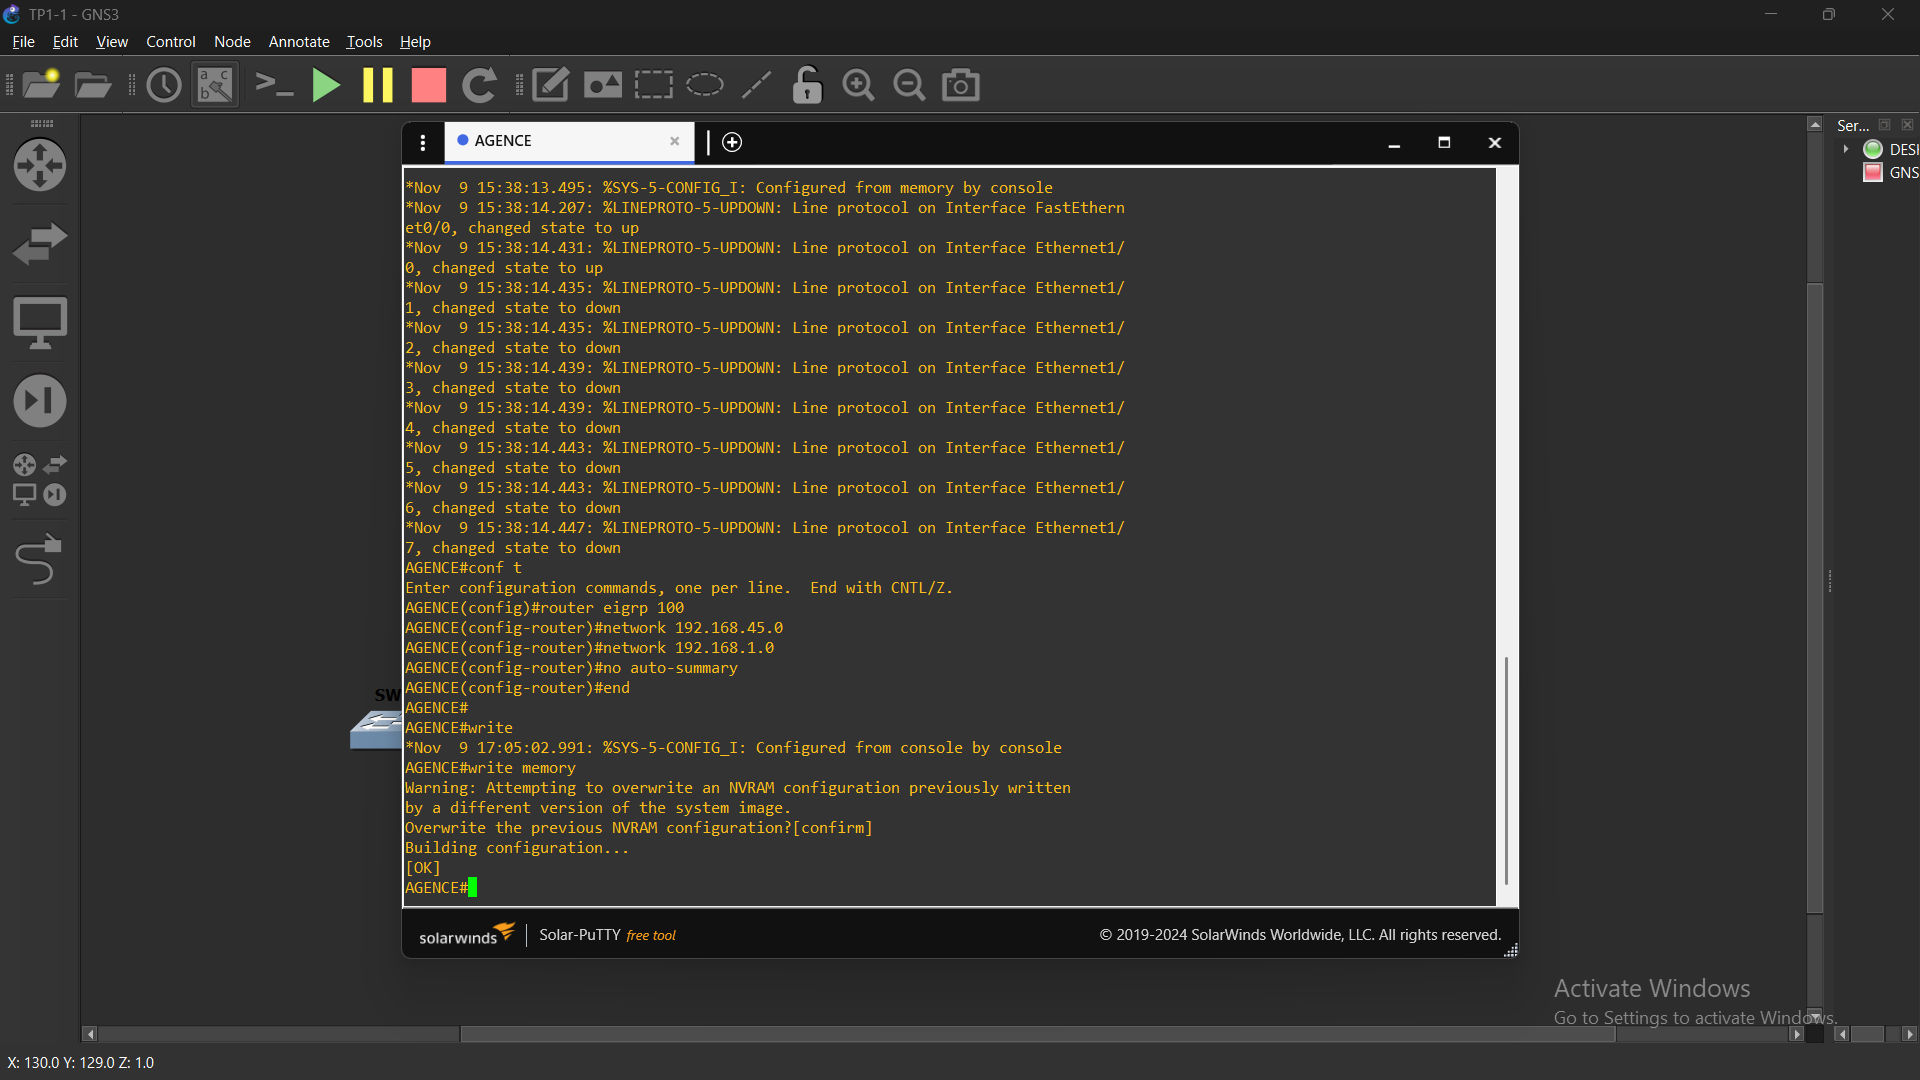 TP1-1 - GNS3
File Edit View Control Node Annotate Tools Help
Ser...
DESI
GNS
AGENCE
*Nov  9 15:38:13.495: %SYS-5-CONFIG_I: Configured from memory by console
*Nov  9 15:38:14.207: %LINEPROTO-5-UPDOWN: Line protocol on Interface FastEthern
et0/0, changed state to up
*Nov  9 15:38:14.431: %LINEPROTO-5-UPDOWN: Line protocol on Interface Ethernet1/
0, changed state to up
*Nov  9 15:38:14.435: %LINEPROTO-5-UPDOWN: Line protocol on Interface Ethernet1/
1, changed state to down
*Nov  9 15:38:14.435: %LINEPROTO-5-UPDOWN: Line protocol on Interface Ethernet1/
2, changed state to down
*Nov  9 15:38:14.439: %LINEPROTO-5-UPDOWN: Line protocol on Interface Ethernet1/
3, changed state to down
*Nov  9 15:38:14.439: %LINEPROTO-5-UPDOWN: Line protocol on Interface Ethernet1/
4, changed state to down
*Nov  9 15:38:14.443: %LINEPROTO-5-UPDOWN: Line protocol on Interface Ethernet1/
5, changed state to down
*Nov  9 15:38:14.443: %LINEPROTO-5-UPDOWN: Line protocol on Interface Ethernet1/
6, changed state to down
*Nov  9 15:38:14.447: %LINEPROTO-5-UPDOWN: Line protocol on Interface Ethernet1/
7, changed state to down
AGENCE#conf t
Enter configuration commands, one per line.  End with CNTL/Z.
AGENCE(config)#router eigrp 100
AGENCE(config-router)#network 192.168.45.0
AGENCE(config-router)#network 192.168.1.0
AGENCE(config-router)#no auto-summary
AGENCE(config-router)#end
AGENCE#
AGENCE#write
*Nov  9 17:05:02.991: %SYS-5-CONFIG_I: Configured from console by console
AGENCE#write memory
Warning: Attempting to overwrite an NVRAM configuration previously written
by a different version of the system image.
Overwrite the previous NVRAM configuration?[confirm]
Building configuration...
[OK]
AGENCE#
SW
solarwinds Solar-PuTTY free tool © 2019-2024 SolarWinds Worldwide, LLC. All rights reserved.
Activate Windows
Go to Settings to activate Windows.
X: 130.0 Y: 129.0 Z: 1.0